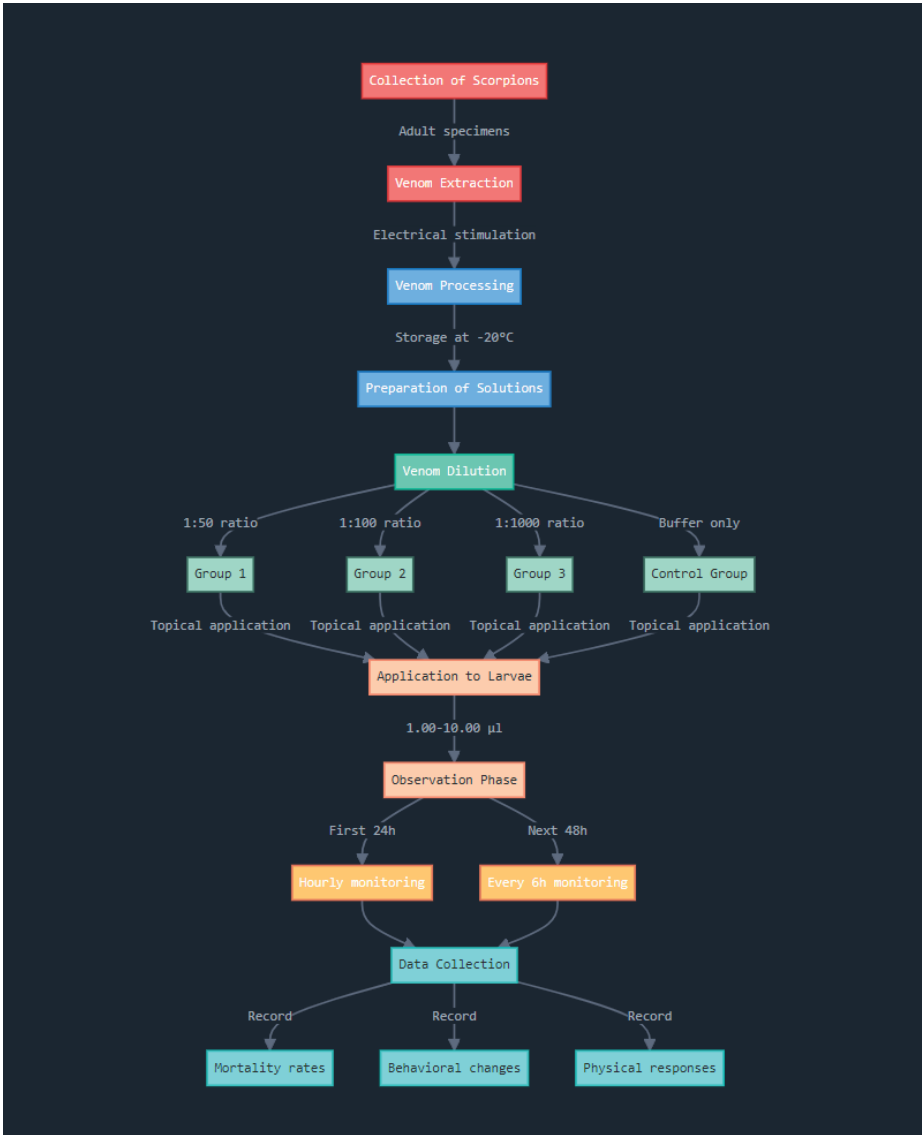 Collection of Scorpions
Adult specimens
Venom Extraction
Electrical stimulation
Venom Processing
Storage at -20ºC
Preparation of Solutions
Venom Dilution
1:50 ratio
1:100 ratio
1:1000 ratio
Buffer only
Group 1
Group 2
Group 3
Control Group
Topical application
Topical application
Topical application
Topical application
Application to Larvae
1.00-10.00 µl
Observation Phase
First 24h
Next 48h
Hourly monitoring
Every 6h monitoring
Data Collection
Record
Record
Record
Mortality rates
Behavioral changes
Physical responses